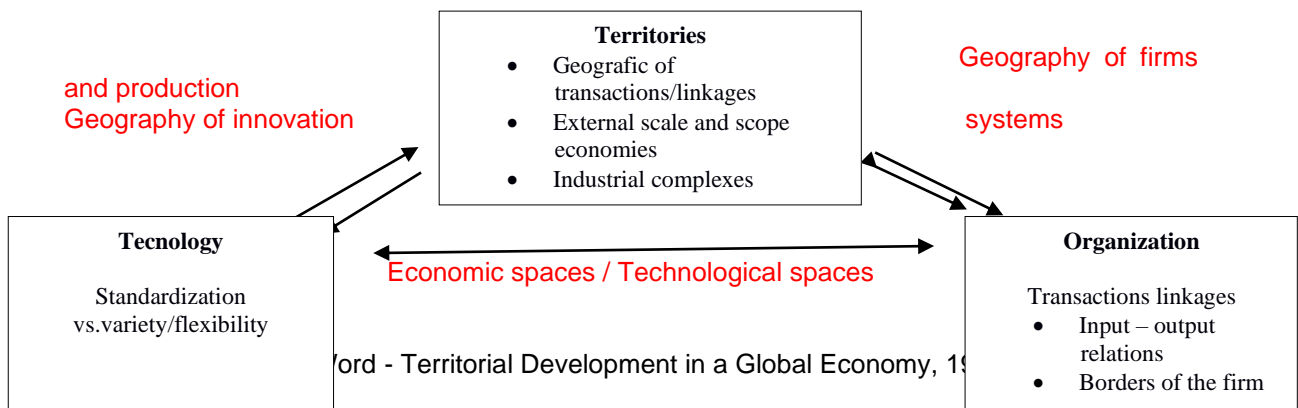 Territories
• Geografic of
transactions/linkages
• External scale and scope
economies
• Industrial complexes
and production
Geography of innovation
Geography of firms
systems
Tecnology
Standardization
vs.variety/flexibility
Economic spaces / Technological spaces
Organization
Transactions linkages
• Input – output
relations
• Borders of the firm
- Territorial Development in a Global Economy,